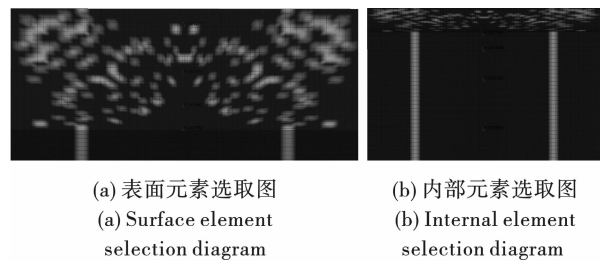 (a) 表面元素选取图
(a) Surface element
selection diagram
(b) 内部元素选取图
(b) Internal element
selection diagram